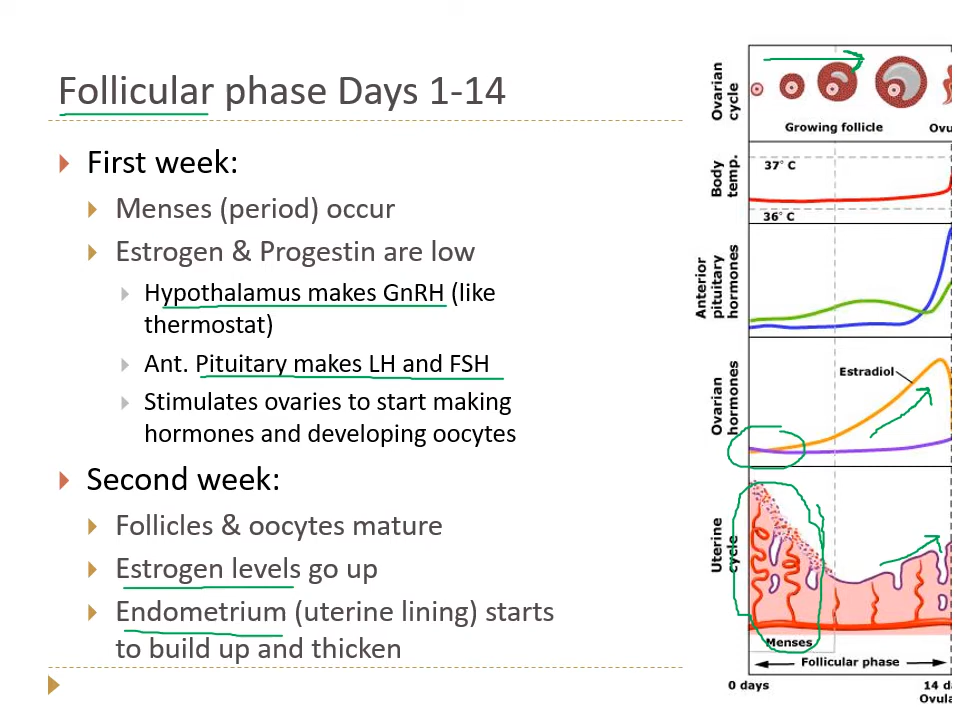 Follicular phase Days 1-14
First week:
Menses (period) occur
Estrogen & Progestin are low
Hypothalamus makes GnRH (like
thermostat)
Ant. Pituitary makes LH and FSH
Stimulates ovaries to start making
hormones and developing oocytes
Second week:
Follicles & oocytes mature
Estrogen levels go up
Endometrium (uterine lining) starts
to build up and thicken
Ovarian
cycle
Growing follicle
Ovu
Body
temp.
37° C
36° C
Anterior
pituitary
hormones
Ovarian
hormones
Estradiol
Uterine
cycle
Menses
Follicular phase
0 days
14 d
Ovula